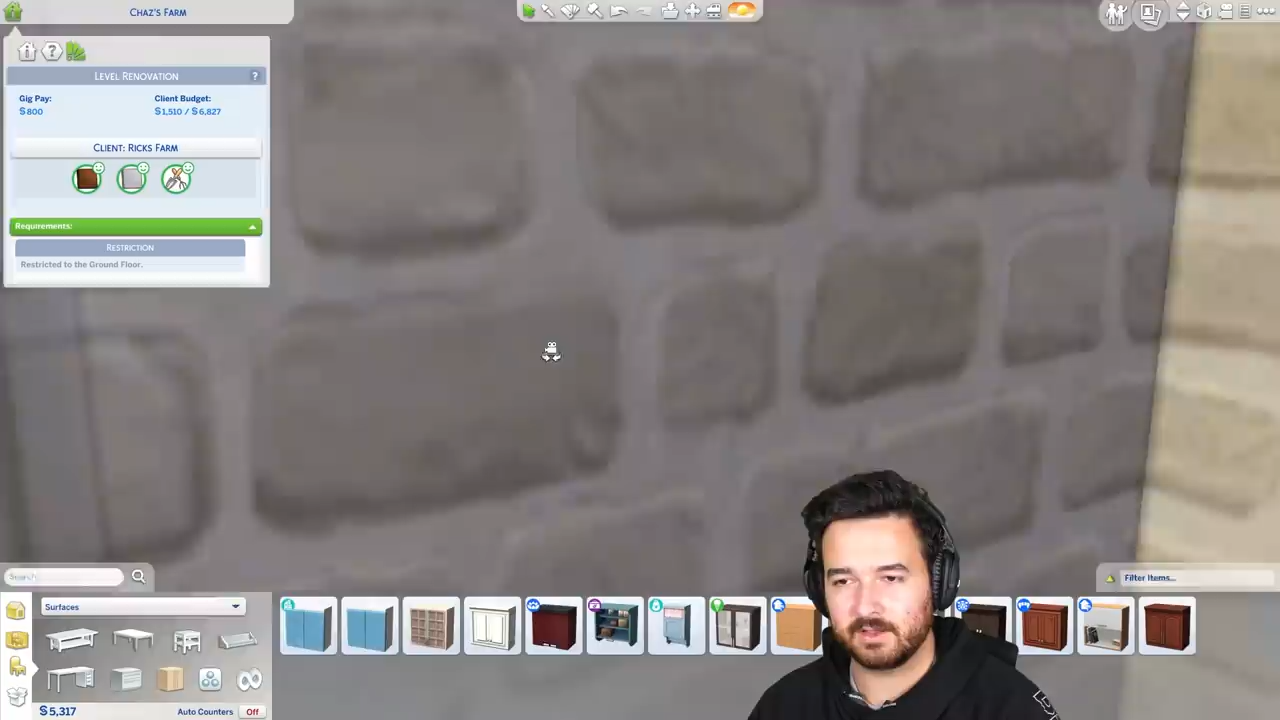 CHAZ'S FARM
LEVEL RENOVATION
?
Gig Pay:
§800
Client Budget:
§1,510 / §6,827
CLIENT: RICKS FARM
Requirements:
RESTRICTION
Restricted to the Ground Floor.
Search
Filter Items...
Surfaces
§5,317
Auto Counters
Off